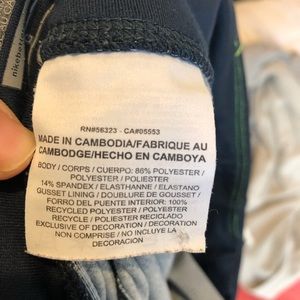 RN#56323 - CA#05553
MADE IN CAMBODIA/FABRIQUE AU
CAMBODGE/HECHO EN CAMBOYA
BODY / CORPS / CUERPO: 86% POLYESTER /
POLYESTER / POLIÉSTER
14% SPANDEX / ELASTHANNE / ELASTANO
GUSSET LINING / DOUBLURE DU GOUSSET /
FORRO DEL PUENTE INTERIOR: 100%
RECYCLED POLYESTER / POLYESTER
RECYCLE / POLIESTER RECICLADO
EXCLUSIVE OF DECORATION / DECORATION
NON COMPRISE / NO INCLUYE LA
DECORACION